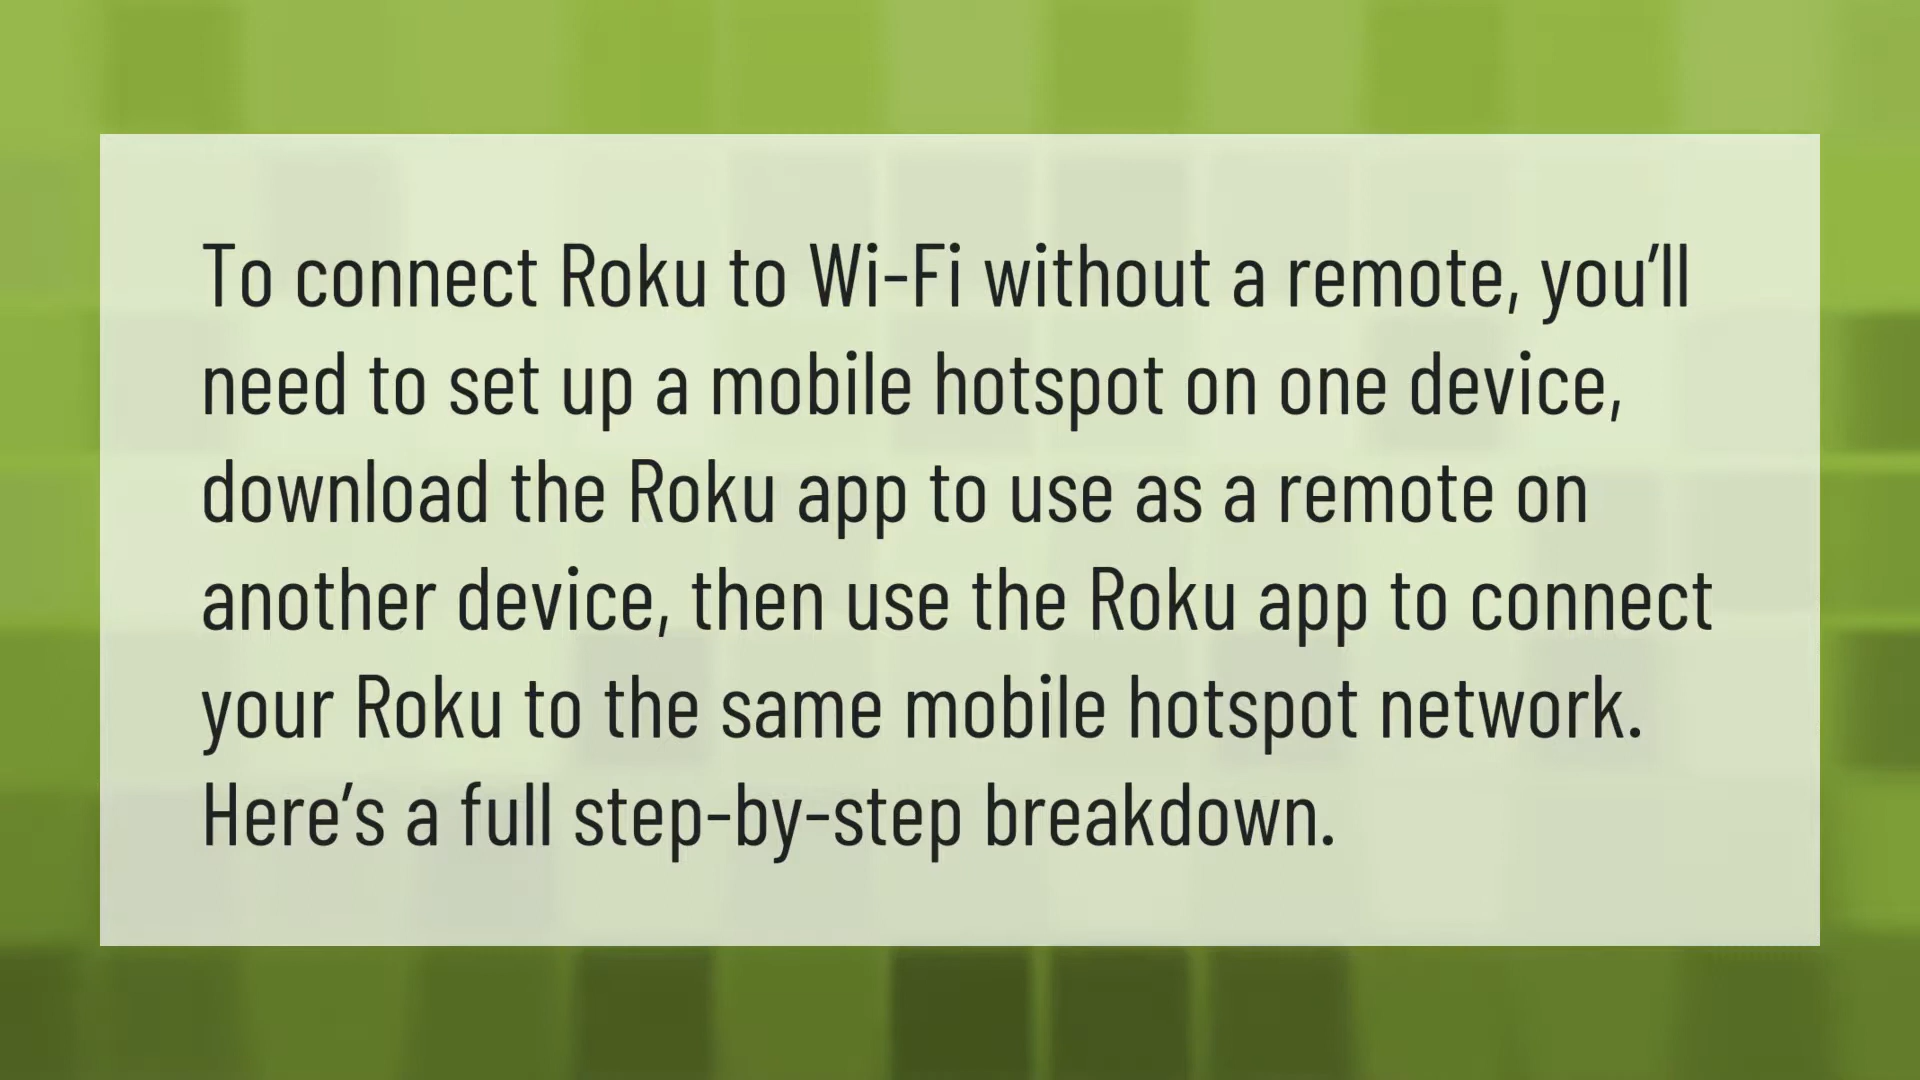 To connect Roku to Wi-Fi without a remote, you’ll
need to set up a mobile hotspot on one device,
download the Roku app to use as a remote on
another device, then use the Roku app to connect
your Roku to the same mobile hotspot network.
Here’s a full step-by-step breakdown.